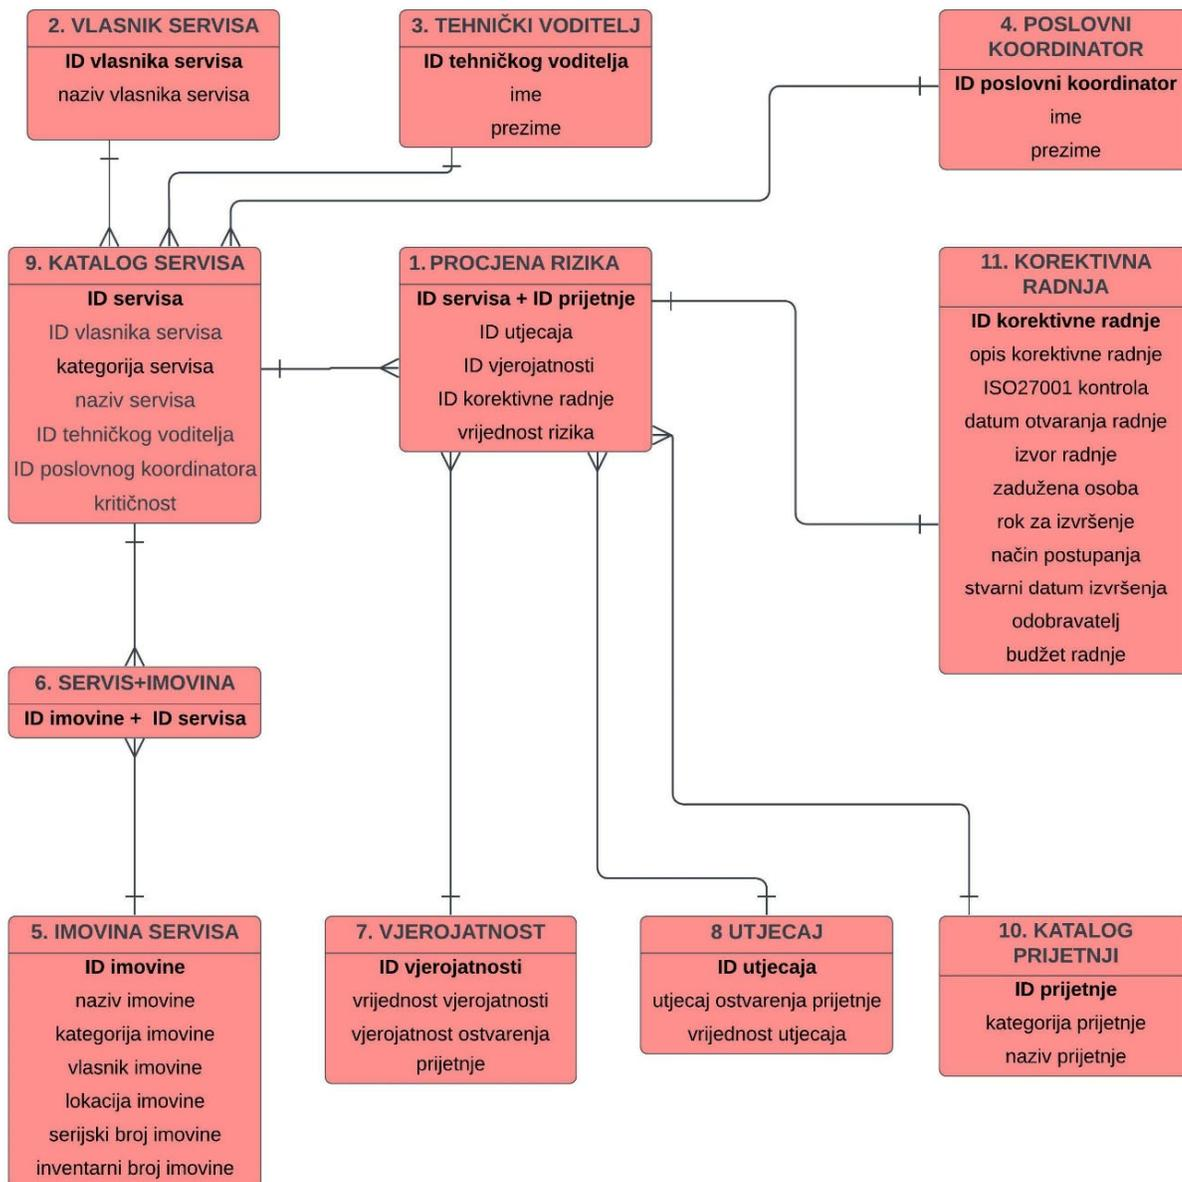 2. VLASNIK SERVISA
ID vlasnika servisa
naziv vlasnika servisa
3. TEHNIČKI VODITELJ
ID tehničkog voditelja
ime
prezime
4. POSLOVNI
KOORDINATOR
ID poslovni koordinator
ime
prezime
9. KATALOG SERVISA
ID servisa
ID vlasnika servisa
kategorija servisa
naziv servisa
ID tehničkog voditelja
ID poslovnog koordinatora
kritičnost
1. PROCJENA RIZIKA
ID servisa + ID prijetnje
ID utjecaja
ID vjerojatnosti
ID korektivne radnje
vrijednost rizika
11. KOREKTIVNA
RADNJA
ID korektivne radnje
opis korektivne radnje
ISO27001 kontrola
datum otvaranja radnje
izvor radnje
zadužena osoba
rok za izvršenje
način postupanja
stvarni datum izvršenja
odobravatelj
budžet radnje
6. SERVIS+IMOVINA
ID imovine + ID servisa
5. IMOVINA SERVISA
ID imovine
naziv imovine
kategorija imovine
vlasnik imovine
lokacija imovine
serijski broj imovine
inventarni broj imovine
7. VJEROJATNOST
ID vjerojatnosti
vrijednost vjerojatnosti
vjerojatnost ostvarenja
prijetnje
8 UTJECAJ
ID utjecaja
utjecaj ostvarenja prijetnje
vrijednost utjecaja
10. KATALOG
PRIJETNJI
ID prijetnje
kategorija prijetnje
naziv prijetnje